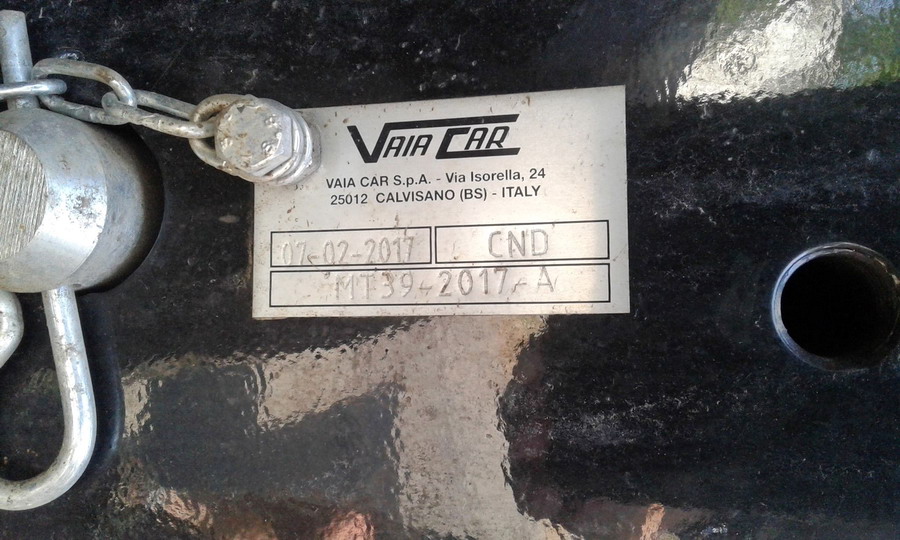 VAIA CAR
VAIA CAR S.p.A. - Via Isorella, 24
25012 CALVISANO (BS) - ITALY
07-02-2017 CND
MT39-2017-A